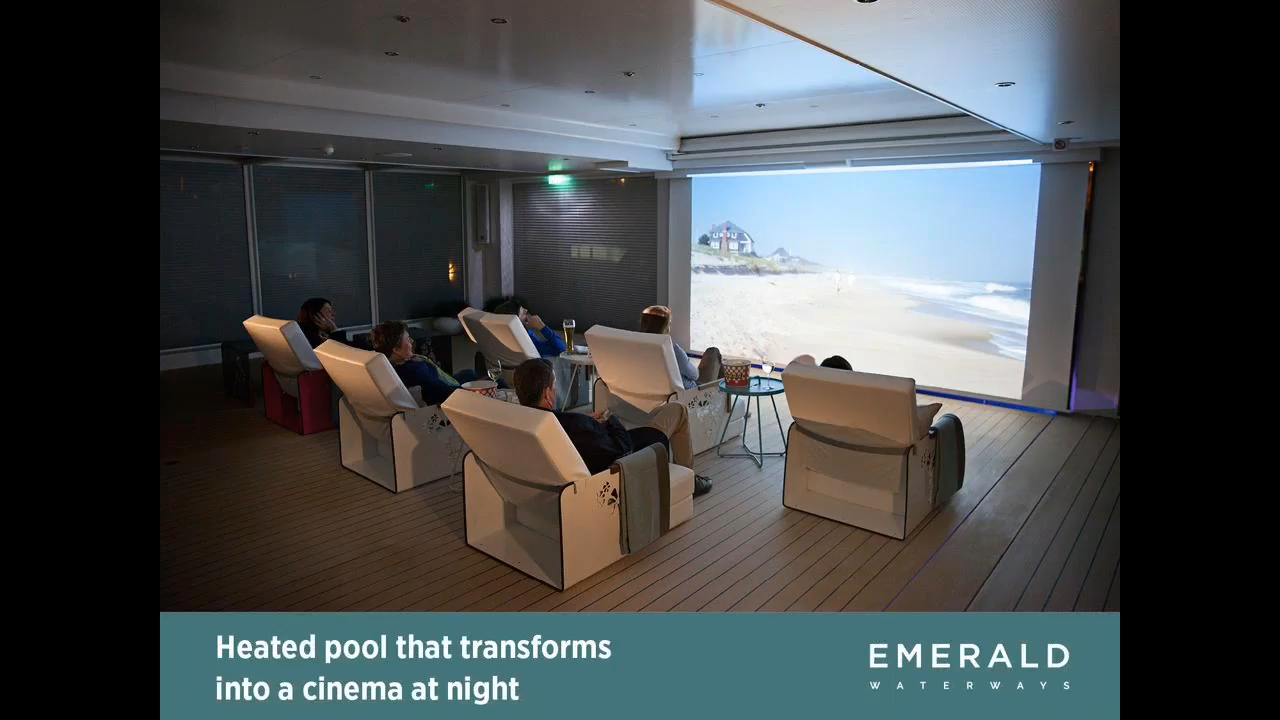 Heated pool that transforms
into a cinema at night
EMERALD
WATERWAYS